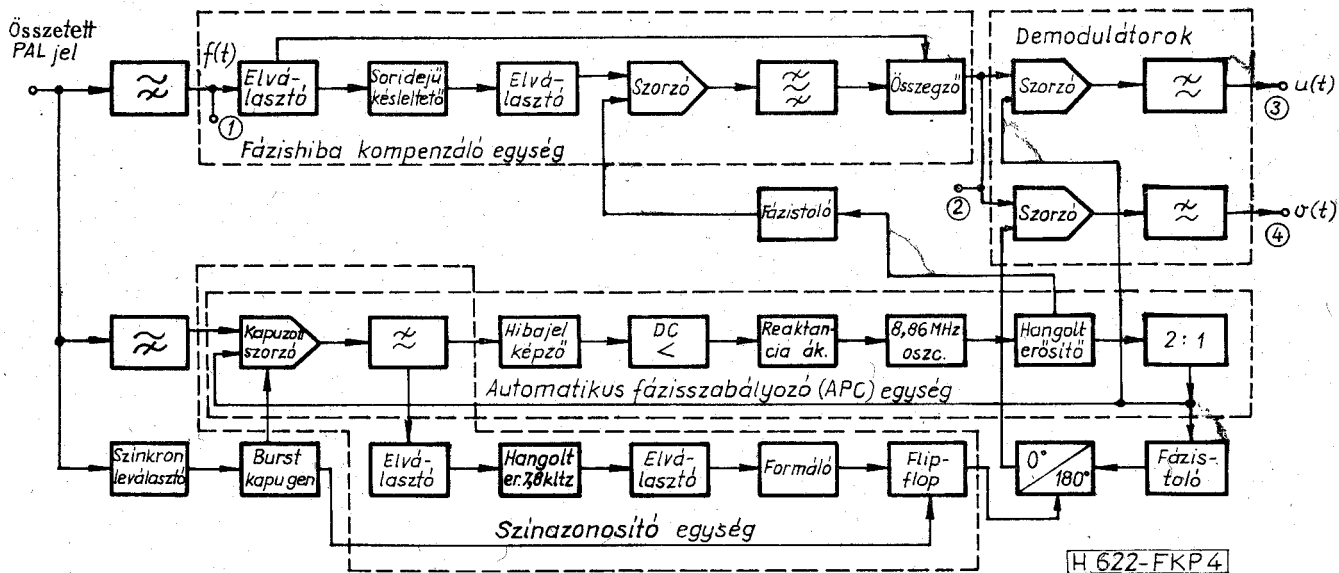 Összetett
PAL jel
f(t)
1
Elvá-
lasztó
Soridejű
késleltető
Elvá-
lasztó
Szorzó
Összegző
Fázishiba kompenzáló egység
Demodulátorok
Szorzó
3
u(t)
2
Szorzó
4
v(t)
Fázistoló
Kapuzott
szorzó
Hibajel
képző
DC
<
Reaktan-
cia ák.
8,86 MHz
oszc.
Hangolt
erősítő
2:1
Automatikus fázisszabályozó (APC) egység
Szinkron
leválasztó
Burst
kapu gen
Elvá-
lasztó
Hangolt
er. 7,8 kHz
Elvá-
lasztó
Formáló
Flip-
flop
0°
180°
Fázis-
toló
Színazonosító egység
H 622-FKP4